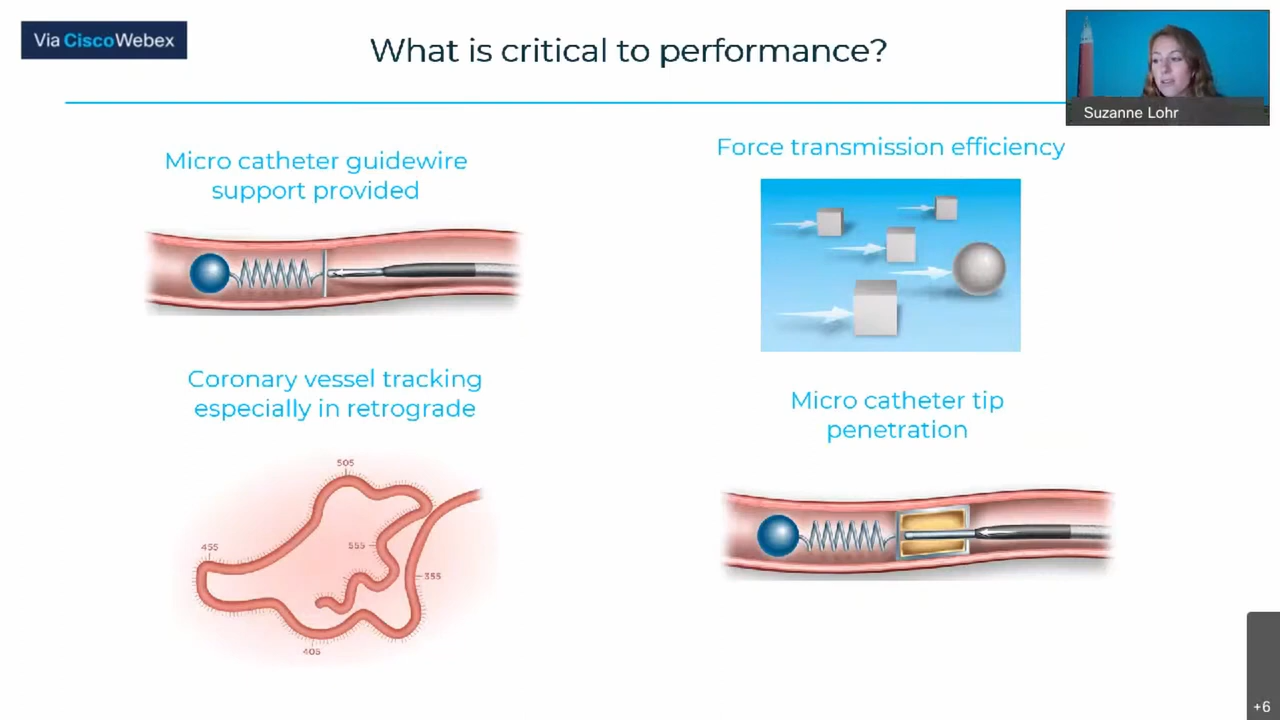 Via CiscoWebex
What is critical to performance?
Suzanne Lohr
Micro catheter guidewire
support provided
Force transmission efficiency
Coronary vessel tracking
especially in retrograde
505
455
555
355
405
Micro catheter tip
penetration
+6